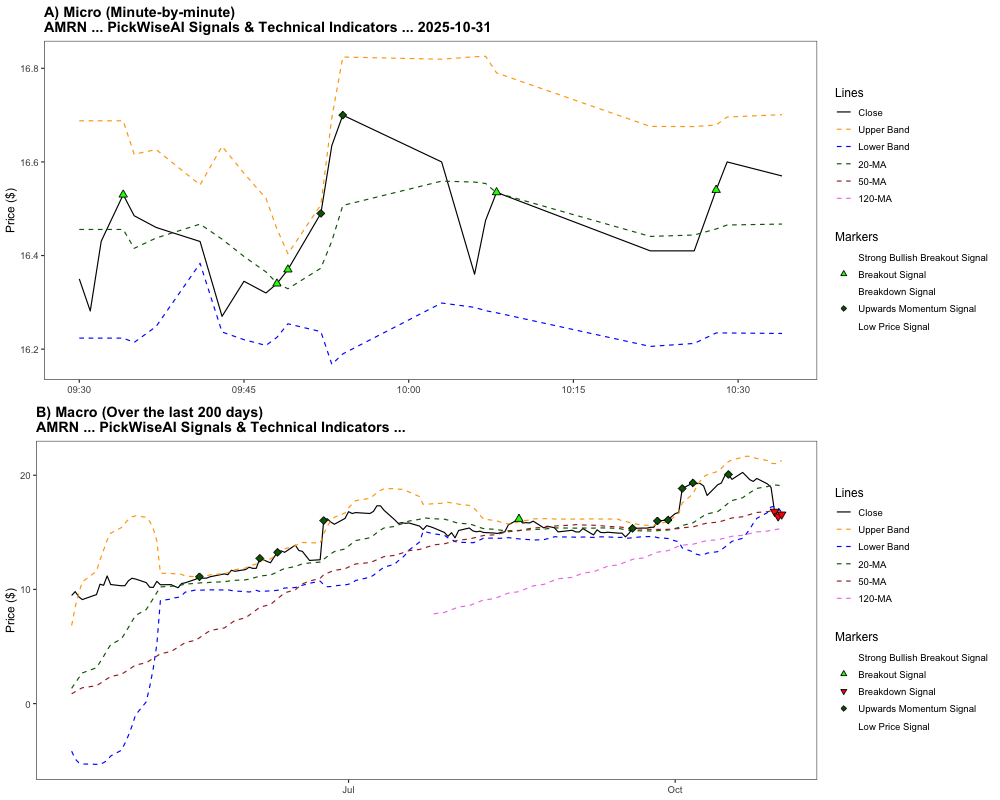 A) Micro (Minute-by-minute)
AMRN ... PickWiseAI Signals & Technical Indicators ... 2025-10-31
Price ($)
16.8
16.6
16.4
16.2
09:30
09:45
10:00
10:15
10:30
Lines
Close
Upper Band
Lower Band
20-MA
50-MA
120-MA
Markers
Strong Bullish Breakout Signal
Breakout Signal
Breakdown Signal
Upwards Momentum Signal
Low Price Signal
B) Macro (Over the last 200 days)
AMRN ... PickWiseAI Signals & Technical Indicators ...
Price ($)
20
10
0
Jul
Oct
Lines
Close
Upper Band
Lower Band
20-MA
50-MA
120-MA
Markers
Strong Bullish Breakout Signal
Breakout Signal
Breakdown Signal
Upwards Momentum Signal
Low Price Signal